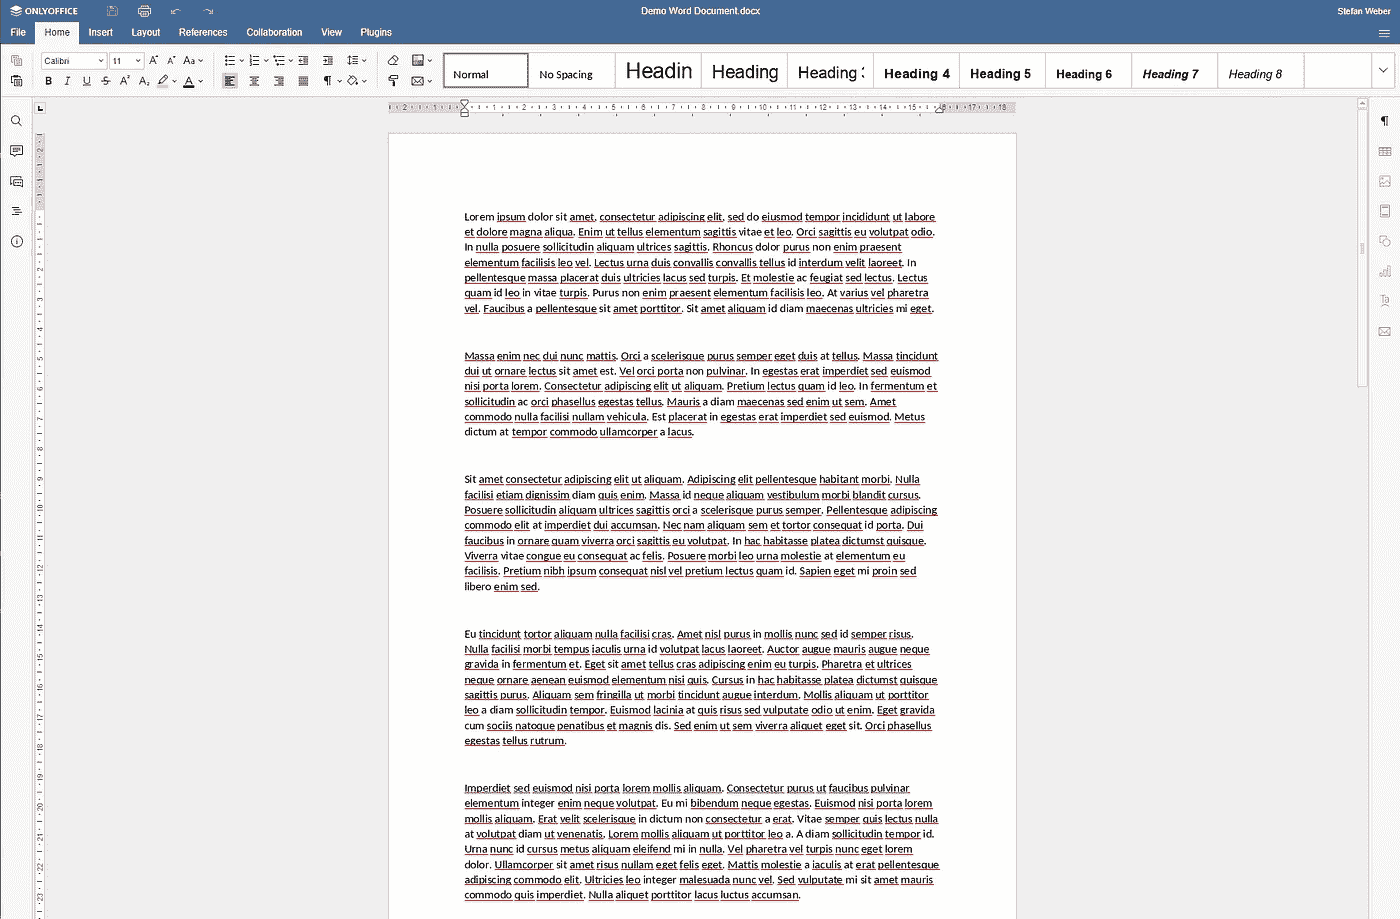 ONLYOFFICE
Demo Word Document.docx
Stefan Weber
File Home Insert Layout References Collaboration View Plugins
Calibri 11
Normal No Spacing Headin Heading Heading Heading 4 Heading 5 Heading 6 Heading 7 Heading 8
Lorem ipsum dolor sit amet, consectetur adipiscing elit, sed do eiusmod tempor incididunt ut labore
et dolore magna aliqua. Enim ut tellus elementum sagittis vitae et leo. Orci sagittis eu volutpat odio.
In nulla posuere sollicitudin aliquam ultrices sagittis. Rhoncus dolor purus non enim praesent
elementum facilisis leo vel. Lectus urna duis convallis convallis tellus id interdum velit laoreet. In
pellentesque massa placerat duis ultricies lacus sed turpis. Et molestie ac feugiat sed lectus. Lectus
quam id leo in vitae turpis. Purus non enim praesent elementum facilisis leo. At varius vel pharetra
vel. Faucibus a pellentesque sit amet porttitor. Sit amet aliquam id diam maecenas ultricies mi eget.
Massa enim nec dui nunc mattis. Orci a scelerisque purus semper eget duis at tellus. Massa tincidunt
dui ut ornare lectus sit amet est. Vel orci porta non pulvinar. In egestas erat imperdiet sed euismod
nisi porta lorem. Consectetur adipiscing elit ut aliquam. Pretium lectus quam id leo. In fermentum et
sollicitudin ac orci phasellus egestas tellus. Mauris a diam maecenas sed enim ut sem. Amet
commodo nulla facilisi nullam vehicula. Est placerat in egestas erat imperdiet sed euismod. Metus
dictum at tempor commodo ullamcorper a lacus.
Sit amet consectetur adipiscing elit ut aliquam. Adipiscing elit pellentesque habitant morbi. Nulla
facilisi etiam dignissim diam quis enim. Massa id neque aliquam vestibulum morbi blandit cursus.
Posuere sollicitudin aliquam ultrices sagittis orci a scelerisque purus semper. Pellentesque adipiscing
commodo elit at imperdiet dui accumsan. Nec nam aliquam sem et tortor consequat id porta. Dui
faucibus in ornare quam viverra orci sagittis eu volutpat. In hac habitasse platea dictumst quisque.
Viverra vitae congue eu consequat ac felis. Posuere morbi leo urna molestie at elementum eu
facilisis. Pretium nibh ipsum consequat nisl vel pretium lectus quam id. Sapien eget mi proin sed
libero enim sed.
Eu tincidunt tortor aliquam nulla facilisi cras. Amet nisl purus in mollis nunc sed id semper risus.
Nulla facilisi morbi tempus iaculis urna id volutpat lacus laoreet. Auctor augue mauris augue neque
gravida in fermentum et. Eget sit amet tellus cras adipiscing enim eu turpis. Pharetra et ultrices
neque ornare aenean euismod elementum nisi quis. Cursus in hac habitasse platea dictumst quisque
sagittis purus. Aliquam sem fringilla ut morbi tincidunt augue interdum. Mollis aliquam ut porttitor
leo a diam sollicitudin tempor. Euismod lacinia at quis risus sed vulputate odio ut enim. Eget gravida
cum sociis natoque penatibus et magnis dis. Sed enim ut sem viverra aliquet eget sit. Orci phasellus
egestas tellus rutrum.
Imperdiet sed euismod nisi porta lorem mollis aliquam. Consectetur purus ut faucibus pulvinar
elementum integer enim neque volutpat. Eu mi bibendum neque egestas. Euismod nisi porta lorem
mollis aliquam. Erat velit scelerisque in dictum non consectetur a erat. Vitae semper quis lectus nulla
at volutpat diam ut venenatis. Lorem mollis aliquam ut porttitor leo a. A diam sollicitudin tempor id.
Urna nunc id cursus metus aliquam eleifend mi in nulla. Vel pharetra vel turpis nunc eget lorem
dolor. Ullamcorper sit amet risus nullam eget felis eget. Mattis molestie a iaculis at erat pellentesque
adipiscing commodo elit. Ultricies leo integer malesuada nunc vel. Sed vulputate mi sit amet mauris
commodo quis imperdiet. Nulla aliquet porttitor lacus luctus accumsan.